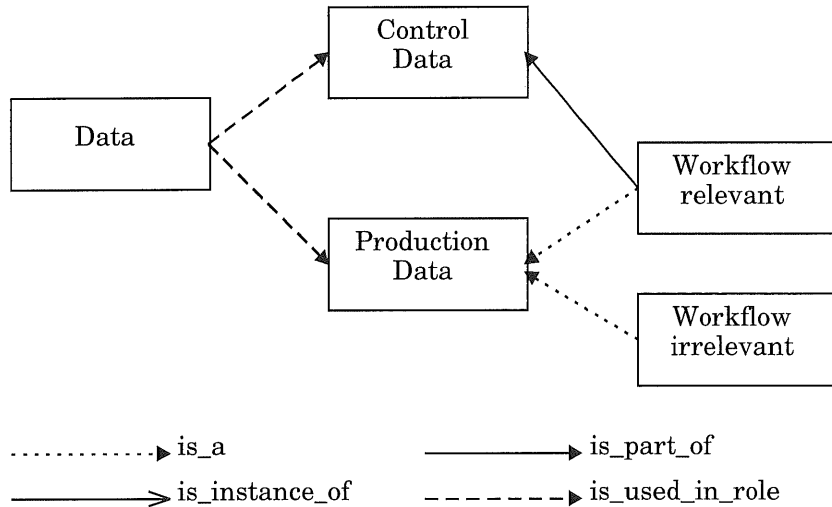 Control
Data
Data
Workflow
relevant
Production
Data
Workflow
irrelevant
is_a
is_part_of
is_instance_of
is_used_in_role